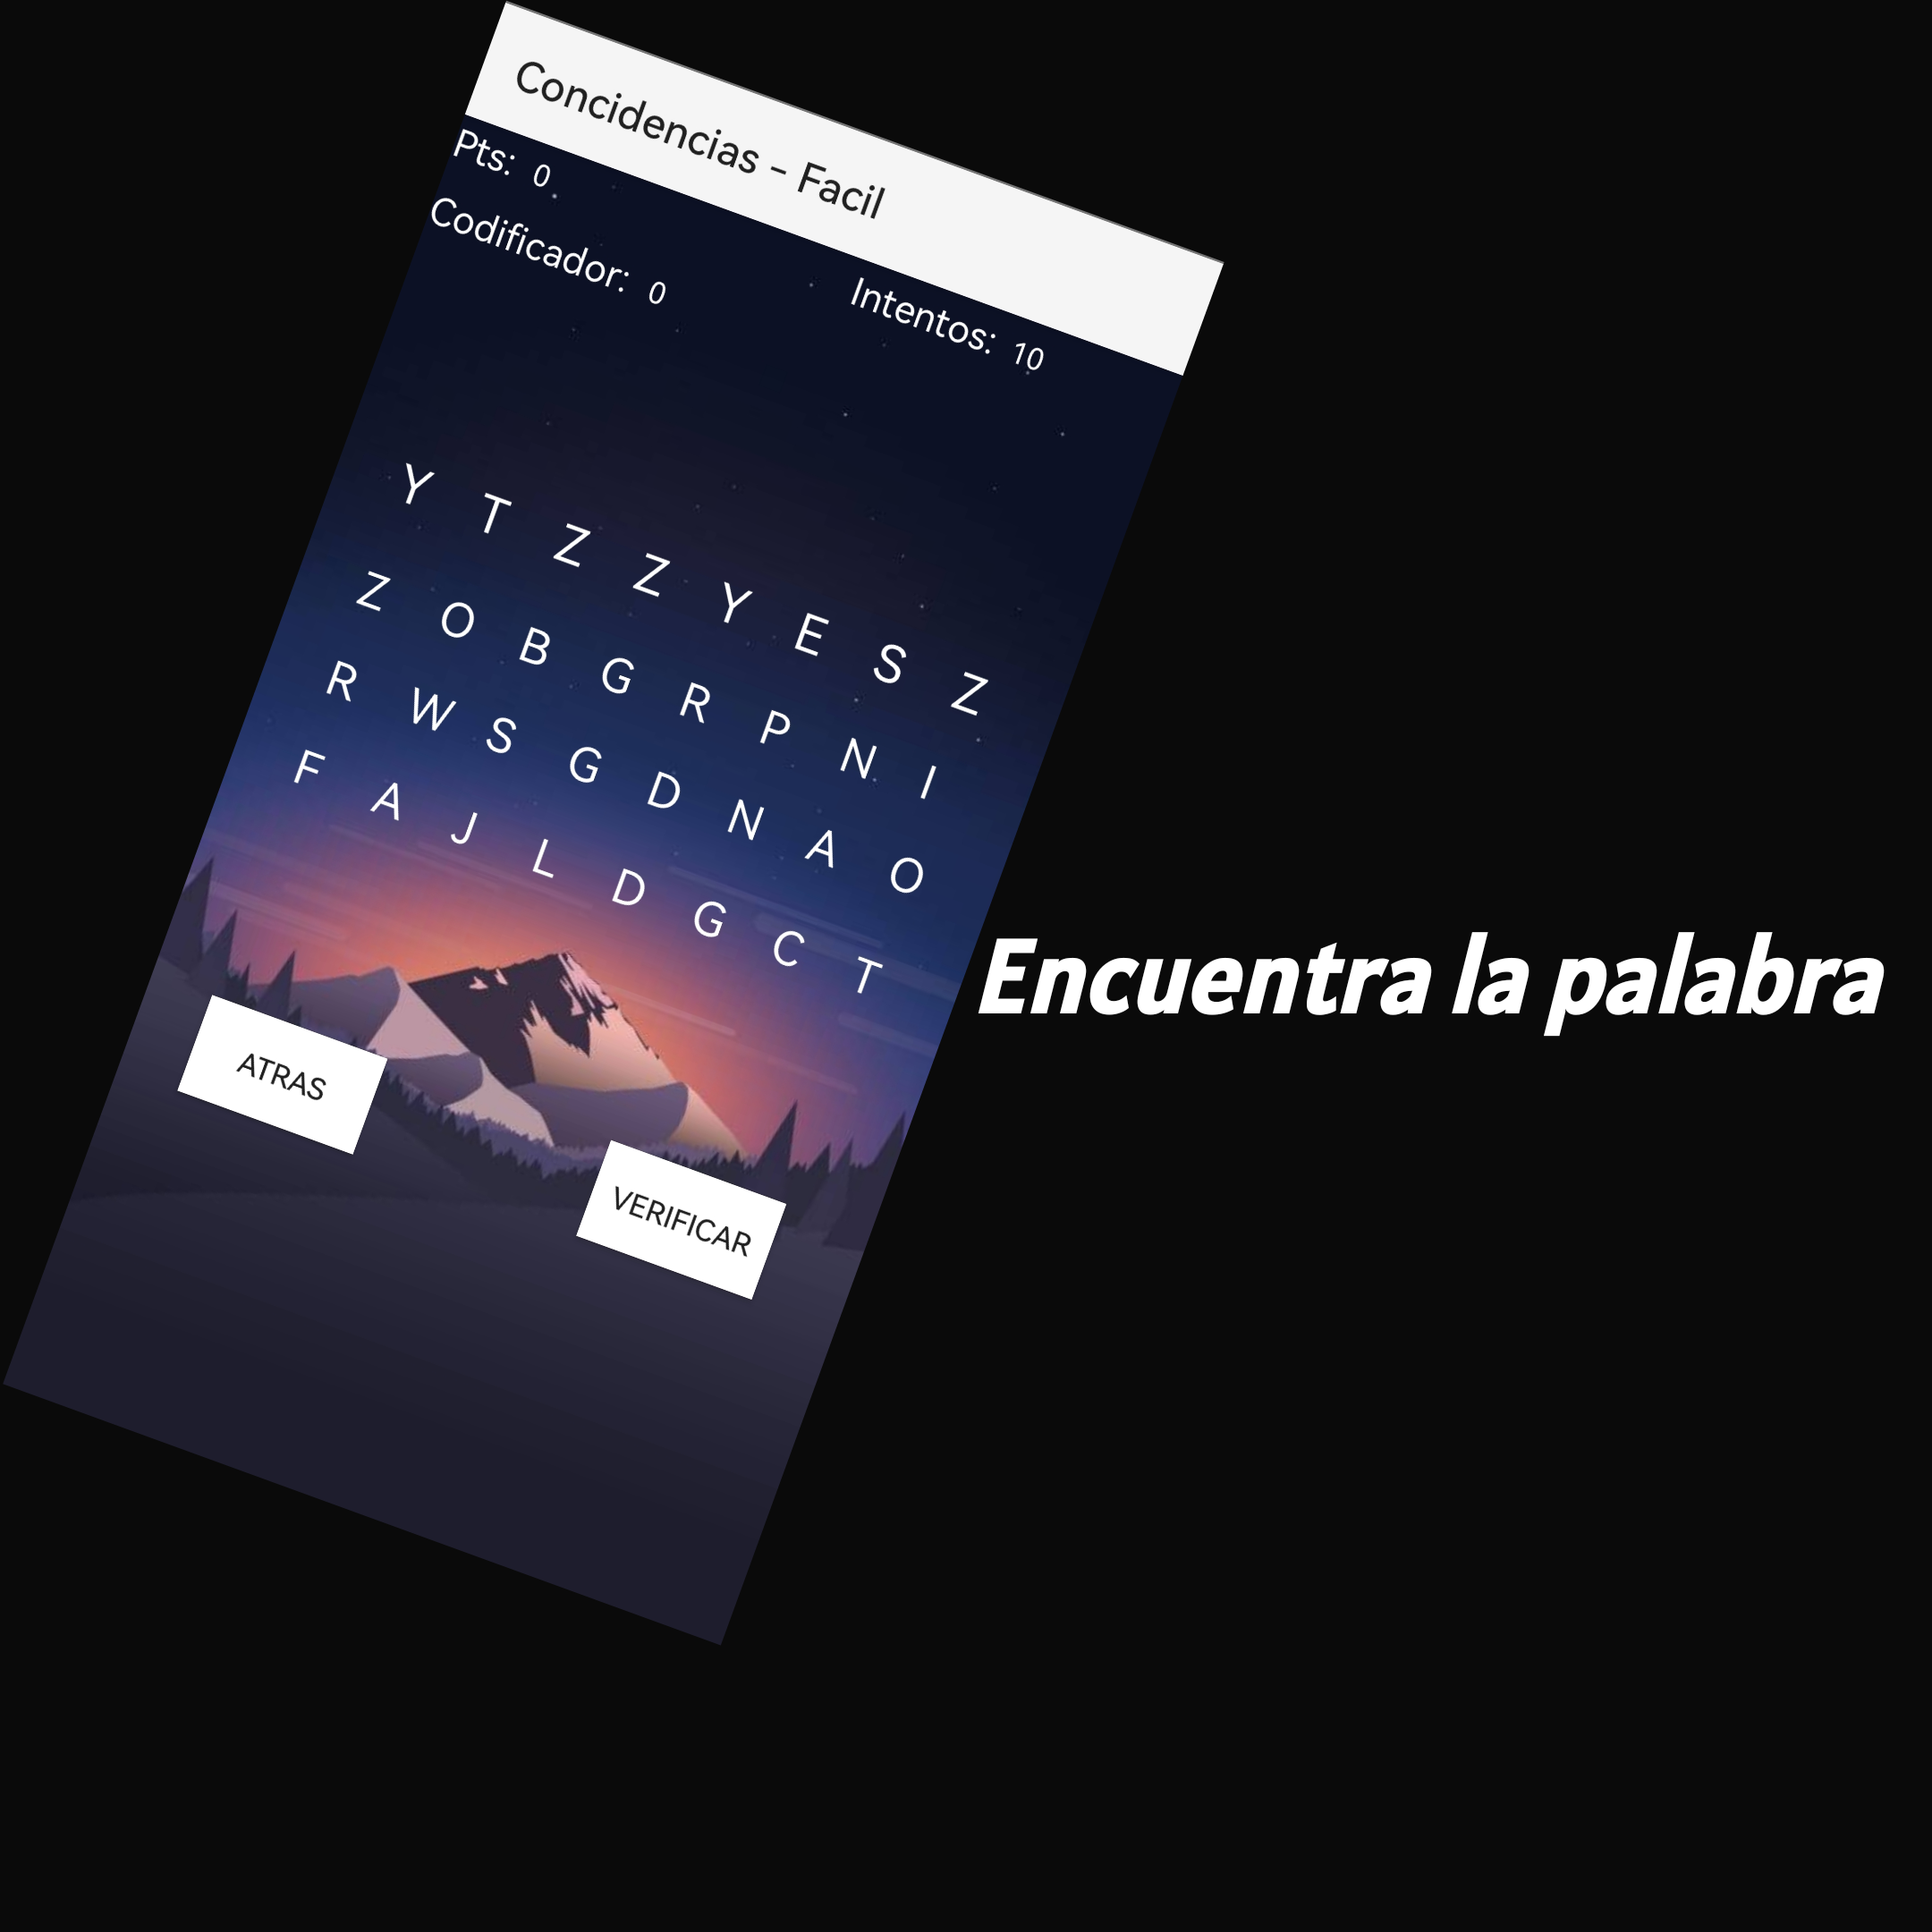 Concidencias - Facil
Pts: 0
Intentos: 10
Codificador: 0
Y T Z Z Y E S Z
Z O B G R P N I
R W S G D N A O
F A J L D G C T
ATRAS
VERIFICAR
Encuentra la palabra